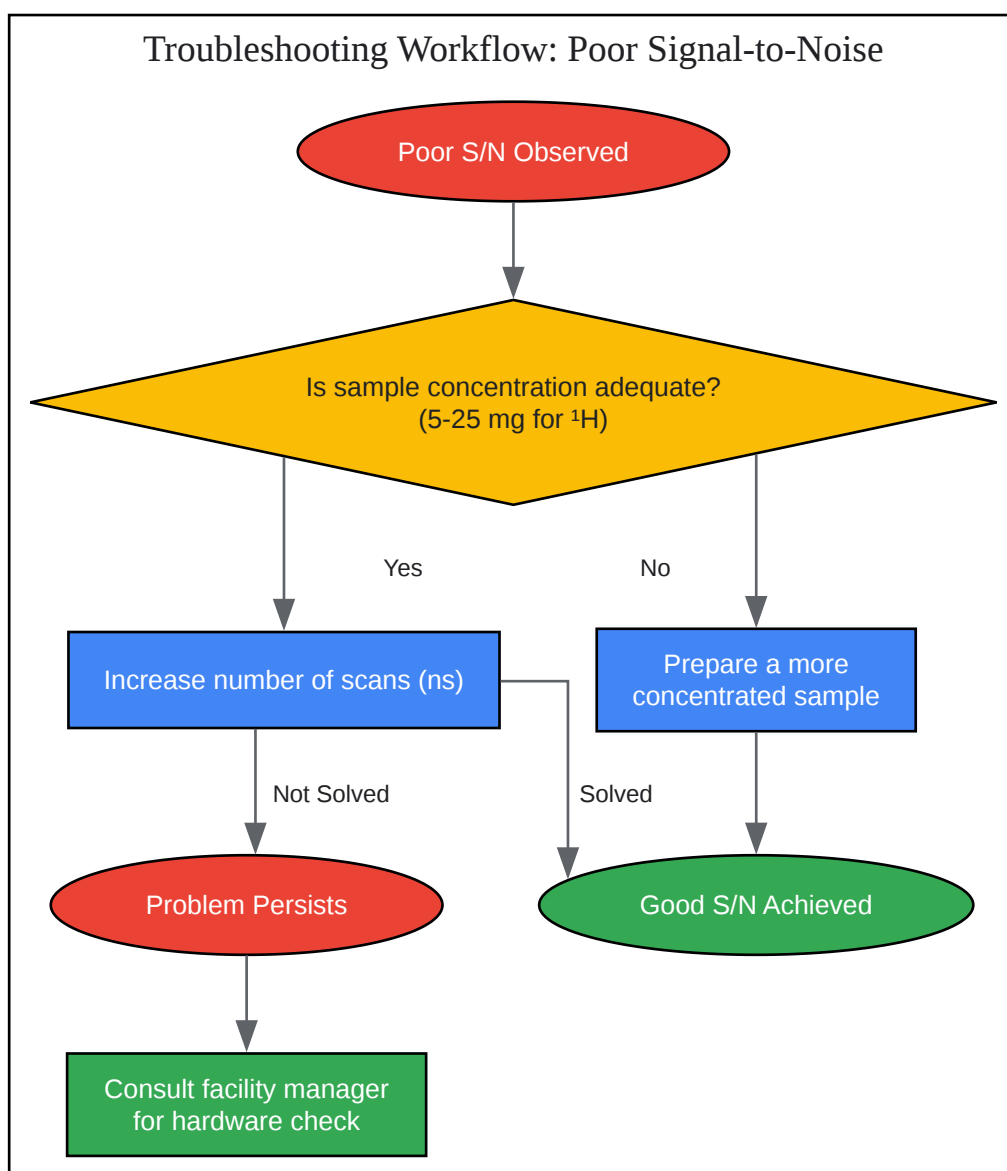 Troubleshooting Workflow: Poor Signal-to-Noise
Poor S/N Observed
Is sample concentration adequate?
(5-25 mg for ¹H)
Yes
No
Increase number of scans (ns)
Prepare a more
concentrated sample
Not Solved
Solved
Problem Persists
Good S/N Achieved
Consult facility manager
for hardware check